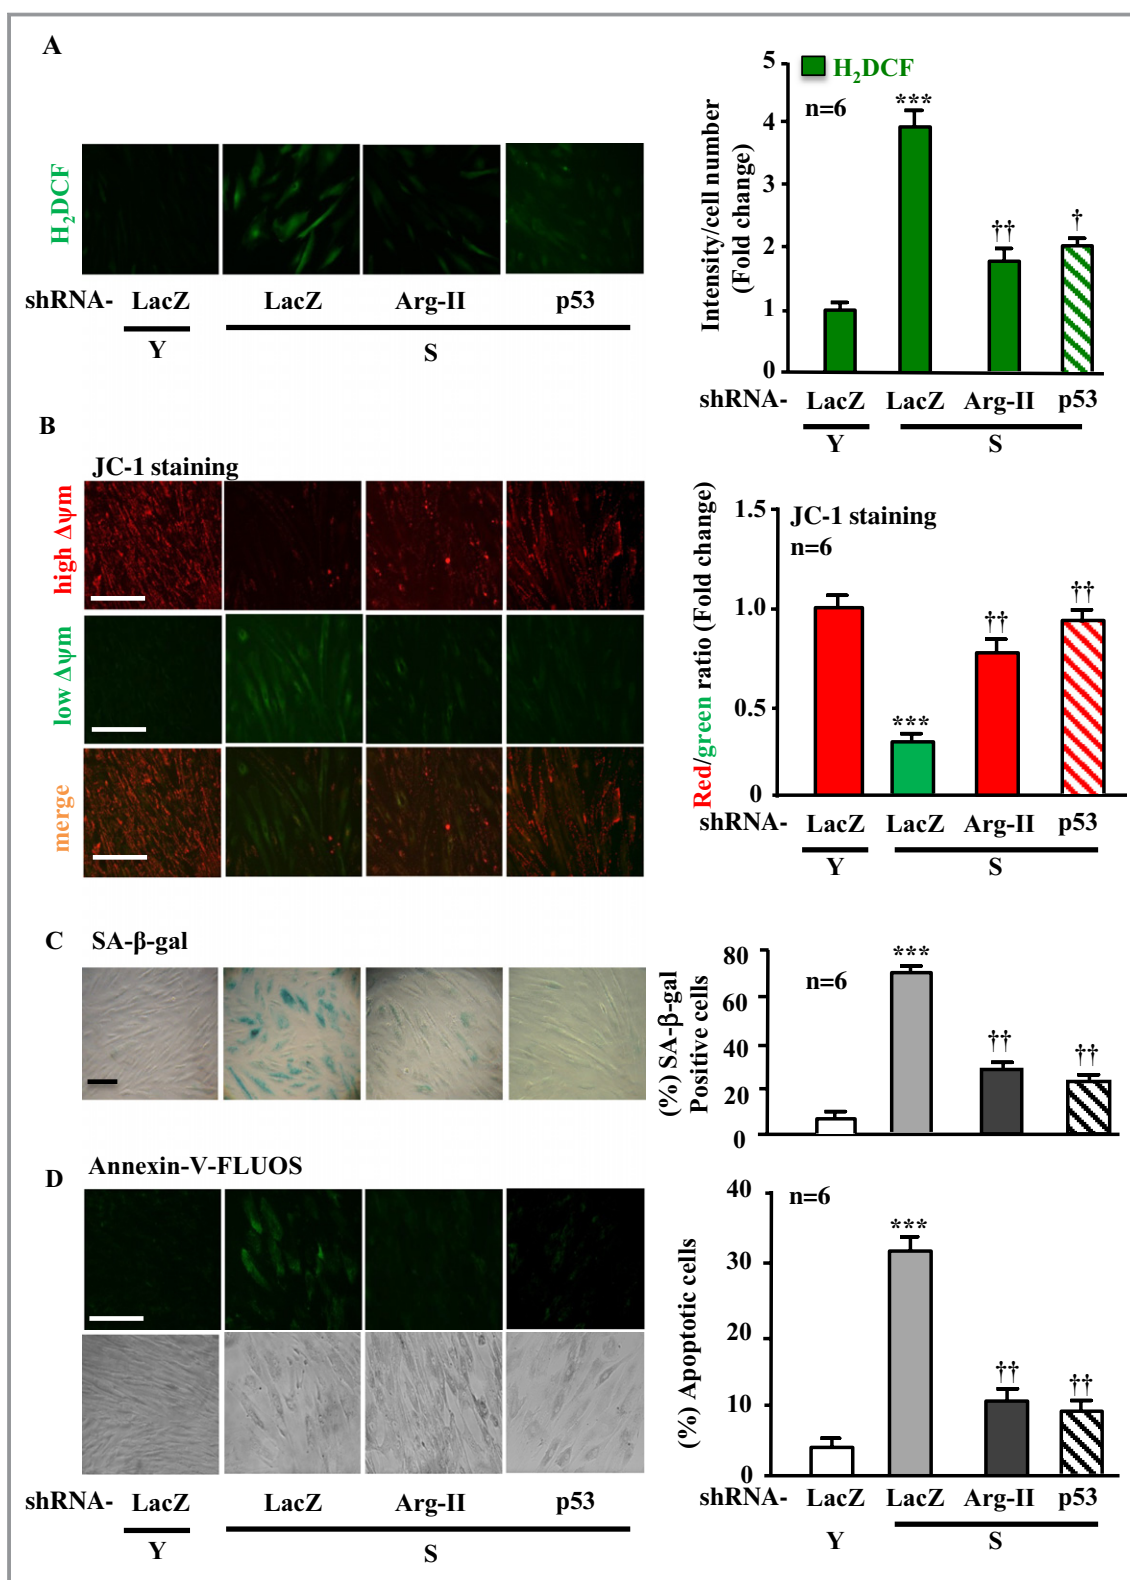 A
H₂DCF
shRNA- LacZ LacZ Arg-II p53
Y S
5
4
3
2
1
0
Intensity/cell number
(Fold change)
H₂DCF
n=6
***
††
†
shRNA- LacZ LacZ Arg-II p53
Y S
B
JC-1 staining
high Δψm
low Δψm
merge
1.5
1.0
0.5
0
Red/green ratio (Fold change)
JC-1 staining
n=6
***
††
††
shRNA- LacZ LacZ Arg-II p53
Y S
C SA-β-gal
80
60
40
20
0
(%) SA-β-gal
Positive cells
n=6
***
††
††
D Annexin-V-FLUOS
shRNA- LacZ LacZ Arg-II p53
Y S
40
30
20
10
0
(%) Apoptotic cells
n=6
***
††
††
shRNA- LacZ LacZ Arg-II p53
Y S